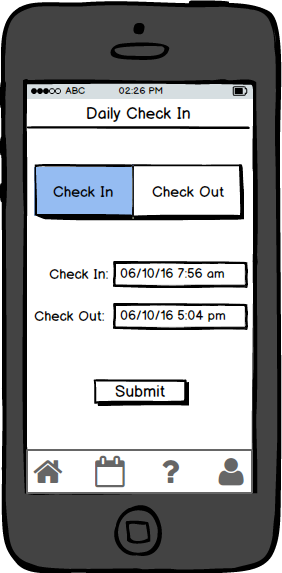 ABC 02:26 PM
Daily Check In
Check In Check Out
Check In: 06/10/16 7:56 am
Check Out: 06/10/16 5:04 pm
Submit
?